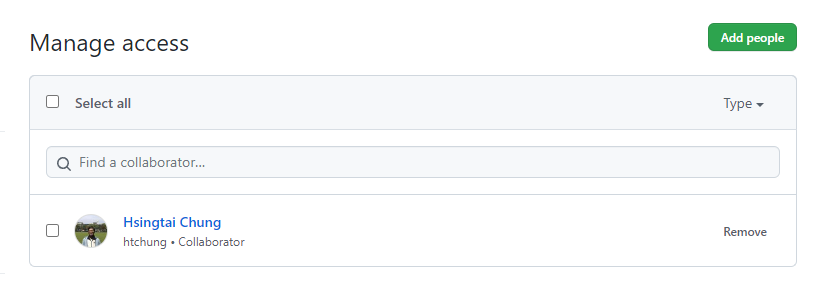 Manage access
Add people
Select all
Type
Find a collaborator...
Hsingtai Chung
htchung • Collaborator
Remove